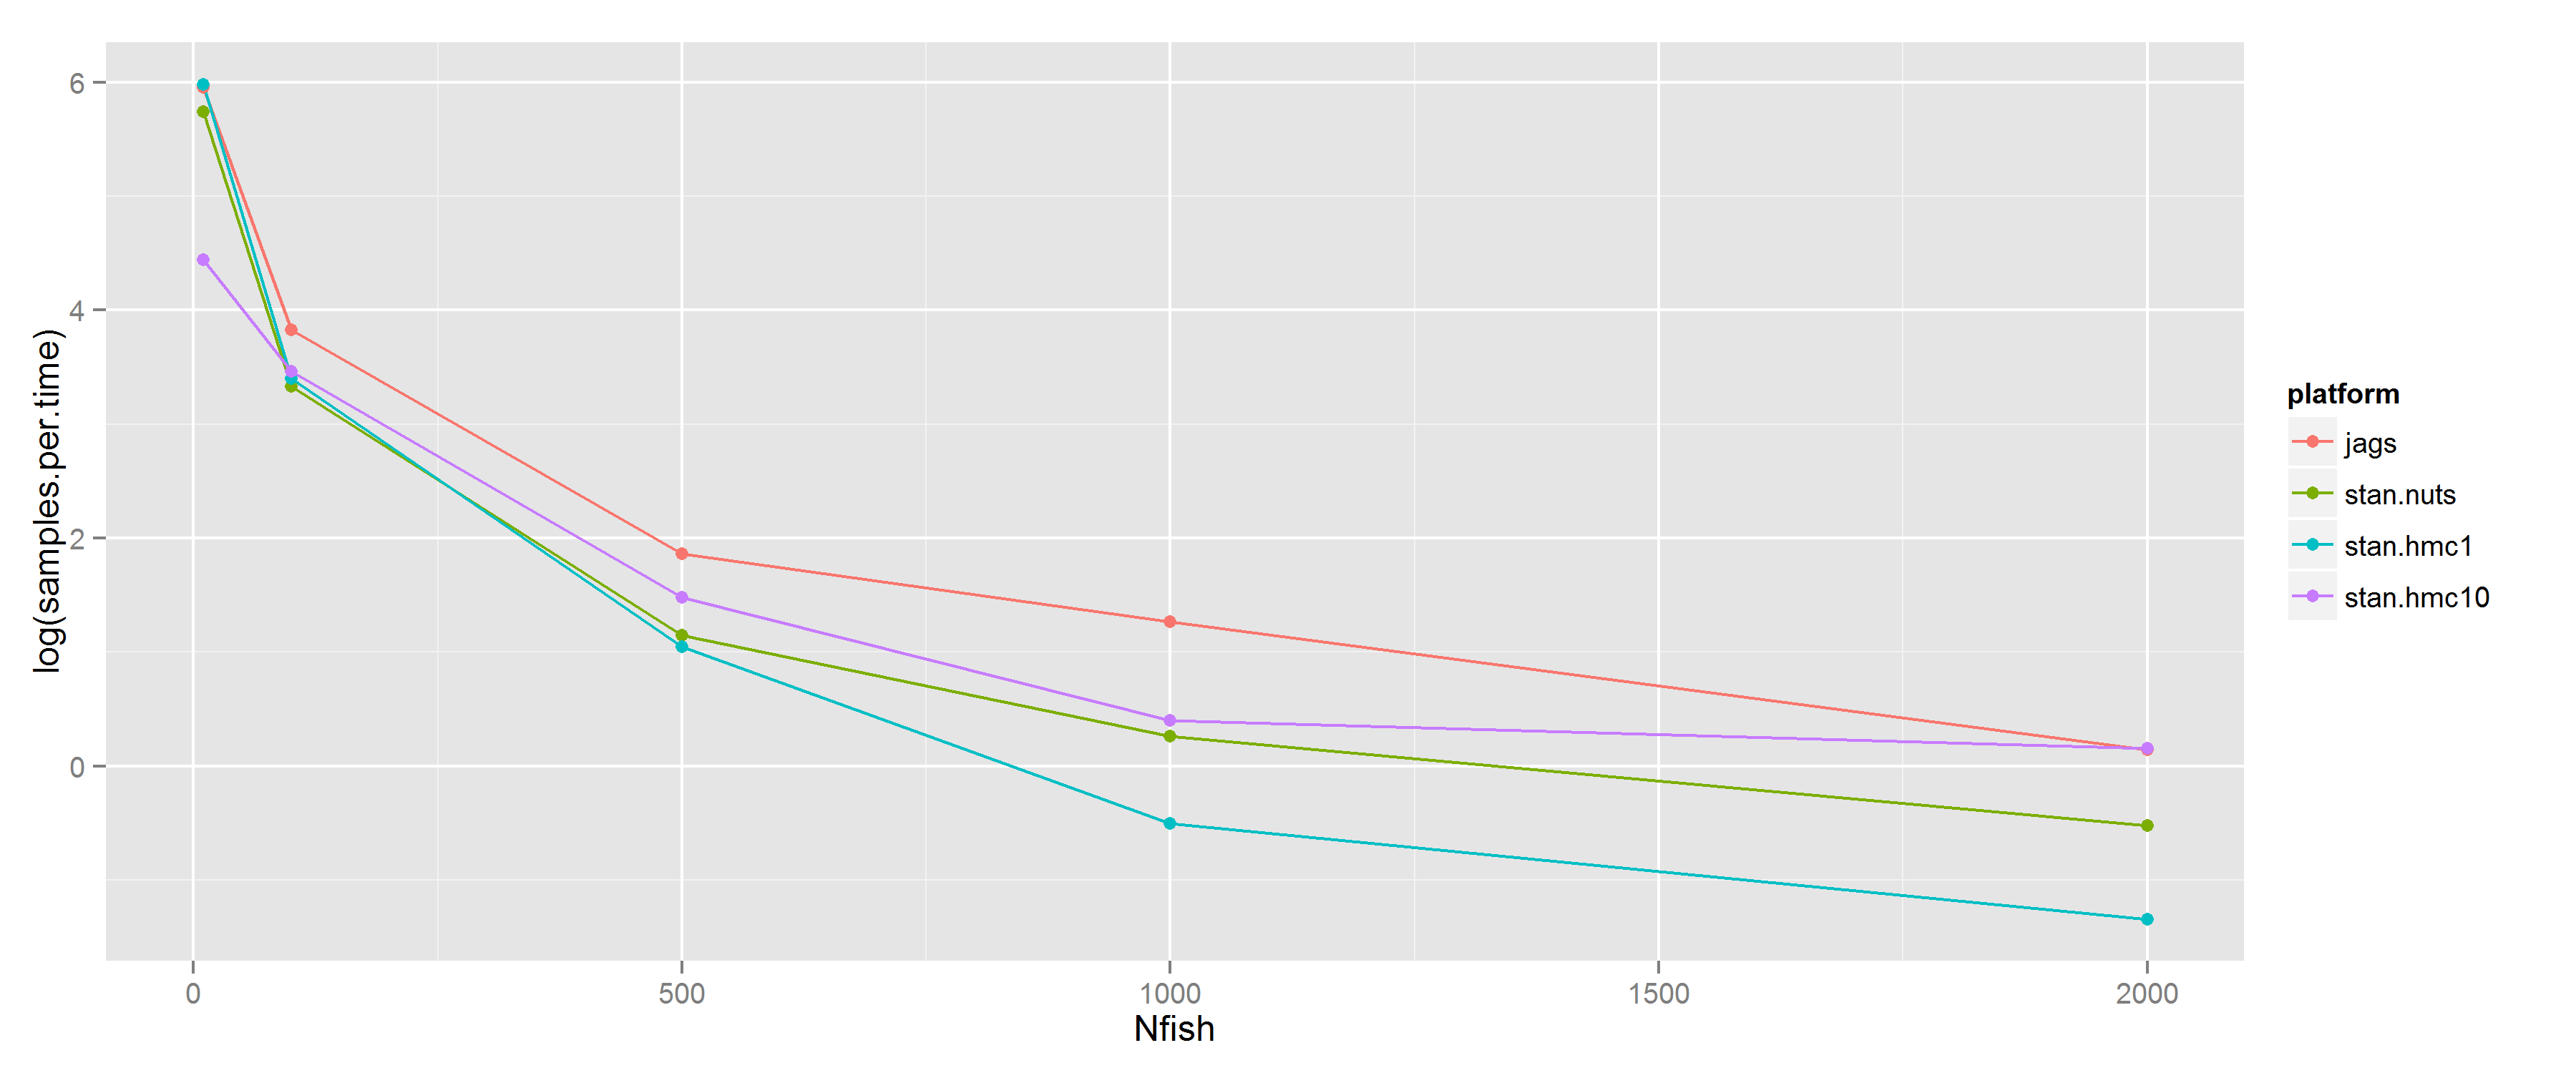 log(samples.per.time)
6
4
2
0
0 500 1000 1500 2000
Nfish
platform
jags
stan.nuts
stan.hmc1
stan.hmc10